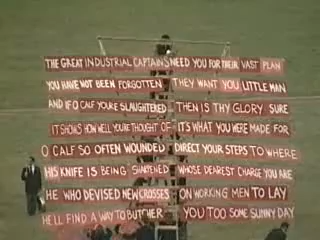 THE GREAT INDUSTRIAL CAPTAINS NEED YOU FOR THEIR VAST PLAN
YOU HAVE NOT BEEN FORGOTTEN THEY WANT YOU LITTLE MAN
AND IF O CALF YOU'RE SLAUGHTERED THEN IS THY GLORY SURE
IT SHOWS HOW WELL YOU'RE THOUGHT OF IT'S WHAT YOU WERE MADE FOR
O CALF SO OFTEN WOUNDED DIRECT YOUR STEPS TO WHERE
HIS KNIFE IS BEING SHARPENED WHOSE DEAREST CHARGE YOU ARE
HE WHO DEVISED NEW CROSSES ON WORKING MEN TO LAY
HE'LL FIND A WAY TO BUTCHER YOU TOO SOME SUNNY DAY